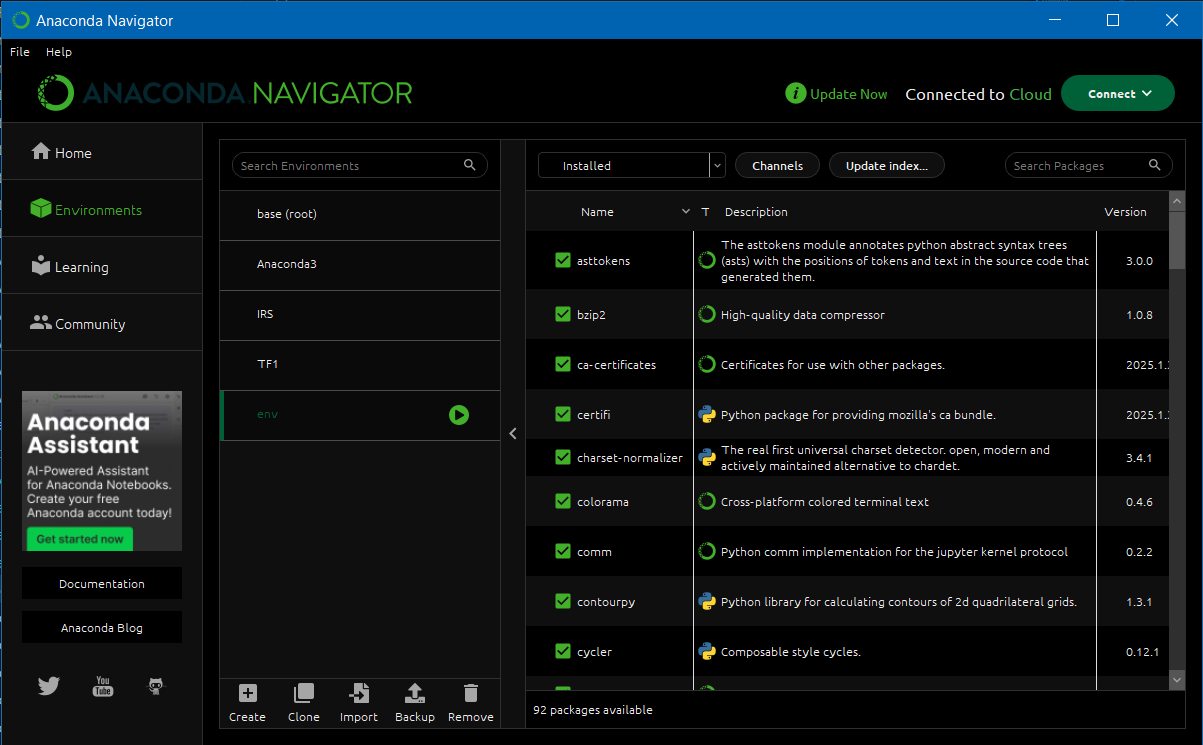 Anaconda Navigator
File Help
ANACONDA.NAVIGATOR
i Update Now Connected to Cloud Connect
Home
Environments
Learning
Community
Anaconda
Assistant
AI-Powered Assistant
for Anaconda Notebooks.
Create your free
Anaconda account today!
Get started now
Documentation
Anaconda Blog
You
Tube
Search Environments
base (root)
Anaconda3
IRS
TF1
env
Create Clone Import Backup Remove
Installed Channels Update index... Search Packages
Name T Description Version
asttokens The asttokens module annotates python abstract syntax trees
(asts) with the positions of tokens and text in the source code that
generated them. 3.0.0
bzip2 High-quality data compressor 1.0.8
ca-certificates Certificates for use with other packages. 2025.1.
certifi Python package for providing mozilla's ca bundle. 2025.1.
charset-normalizer The real first universal charset detector. open, modern and
actively maintained alternative to chardet. 3.4.1
colorama Cross-platform colored terminal text 0.4.6
comm Python comm implementation for the jupyter kernel protocol 0.2.2
contourpy Python library for calculating contours of 2d quadrilateral grids. 1.3.1
cycler Composable style cycles. 0.12.1
92 packages available